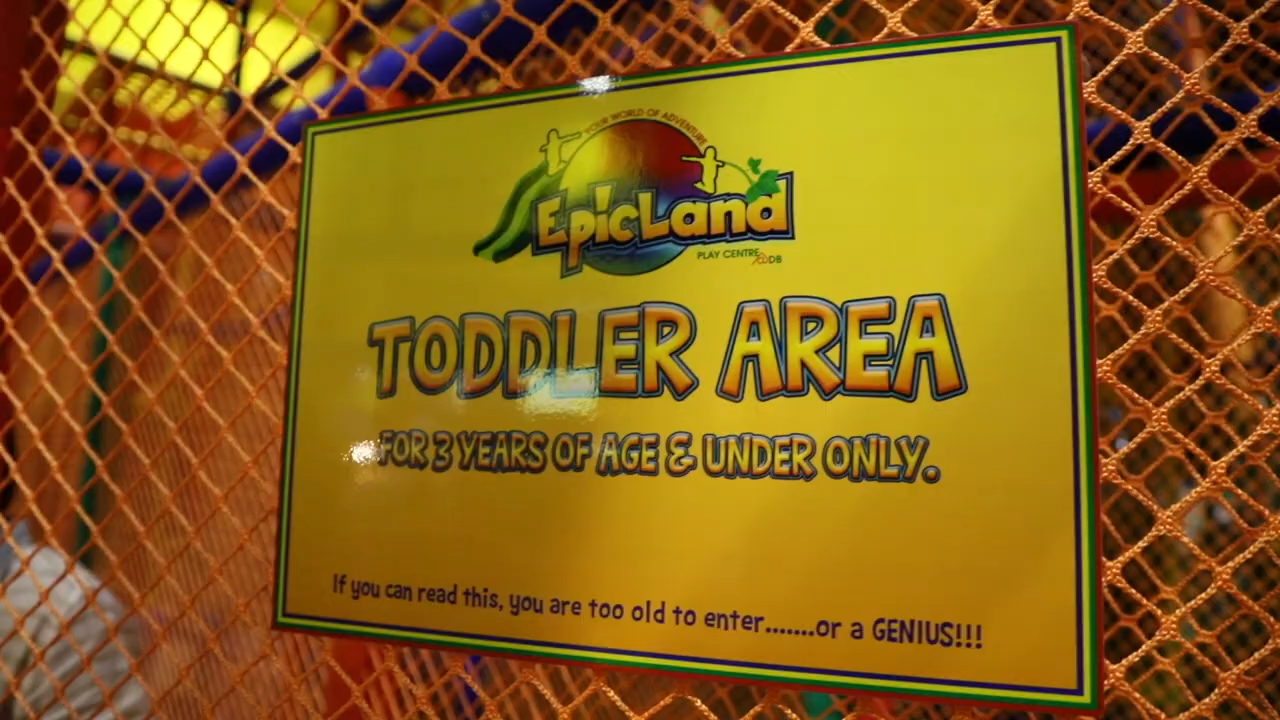 YOUR WORLD OF ADVENTURE
EpicLand
PLAY CENTRE @DB
TODDLER AREA
FOR 3 YEARS OF AGE & UNDER ONLY.
If you can read this, you are too old to enter.......or a GENIUS!!!